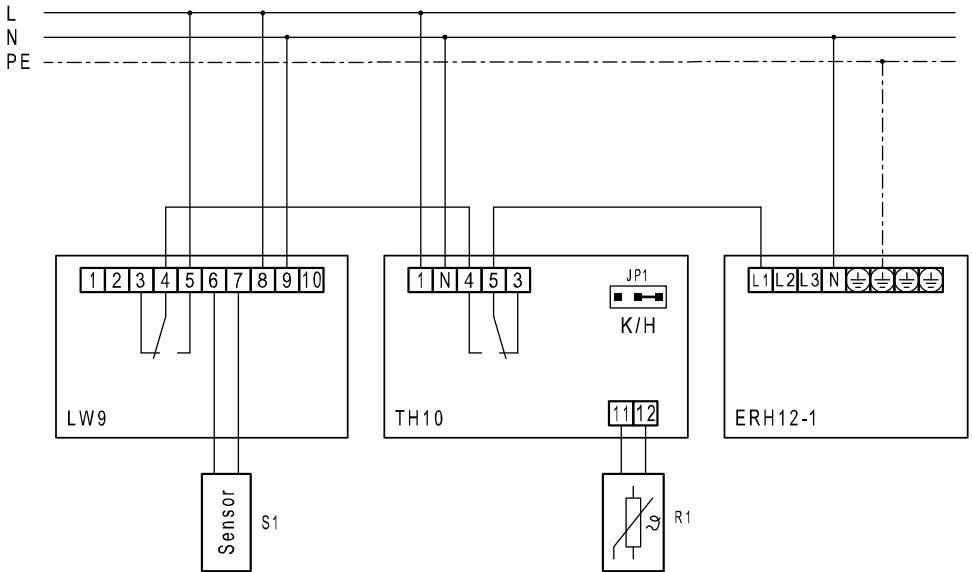 L
N
PE
1 2 3 4 5 6 7 8 9 10
1 N 4 5 3
JP1
K/H
L1 L2 L3 N
LW9
TH10
11 12
ERH12-1
Sensor
S1
R1
ϑ